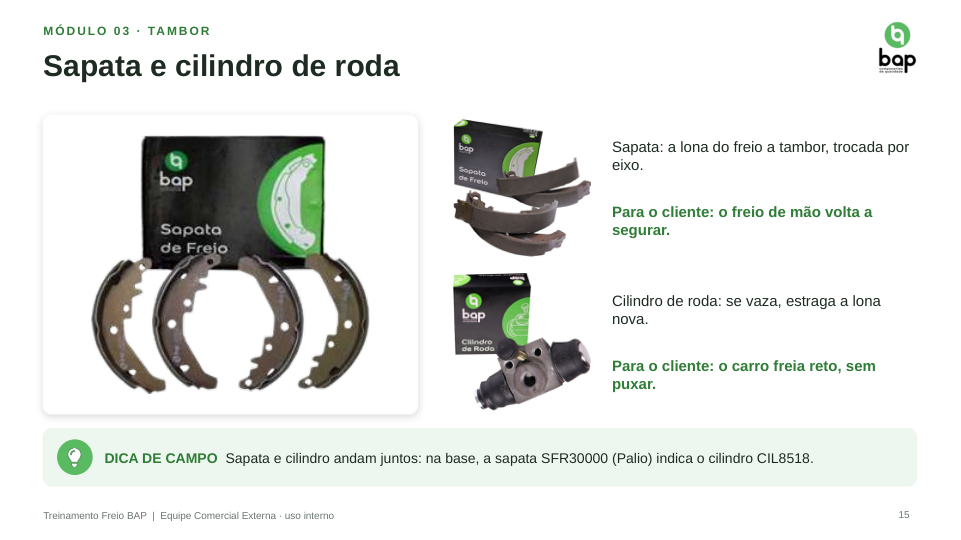 MÓDULO 03 · TAMBOR
Sapata e cilindro de roda
bap
bap
Sapata
de Freio
bap
Sapata
de Freio
Sapata: a lona do freio a tambor, trocada por
eixo.
Para o cliente: o freio de mão volta a
segurar.
bap
Cilindro
de Roda
Cilindro de roda: se vaza, estraga a lona
nova.
Para o cliente: o carro freia reto, sem
puxar.
DICA DE CAMPO Sapata e cilindro andam juntos: na base, a sapata SFR30000 (Palio) indica o cilindro CIL8518.
Treinamento Freio BAP | Equipe Comercial Externa · uso interno
15